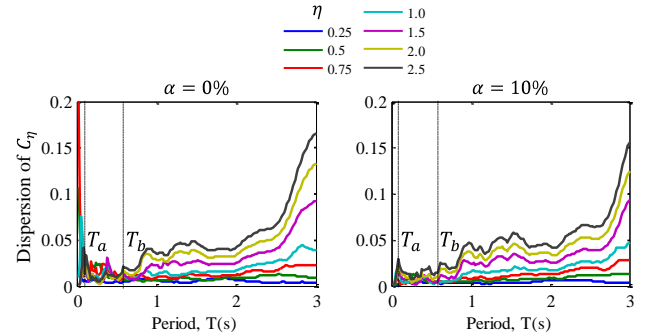 η
0.25
0.5
0.75
1.0
1.5
2.0
2.5
α = 0%
α = 10%
Dispersion of C_η
0.2
0.15
0.1
0.05
0
T_a
T_b
0
1
2
3
Period, T(s)
0.2
0.15
0.1
0.05
0
T_a
T_b
0
1
2
3
Period, T(s)